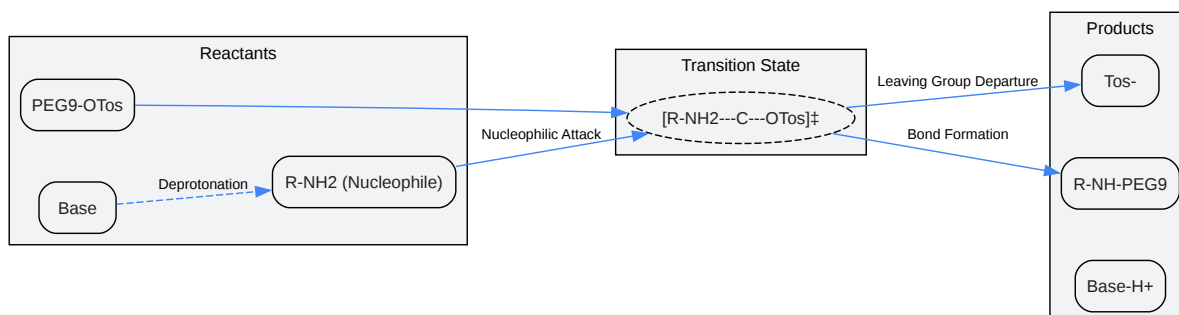 Reactants
PEG9-OTos
Base
Deprotonation
R-NH2 (Nucleophile)
Nucleophilic Attack
Transition State
[R-NH2---C---OTos]‡
Leaving Group Departure
Bond Formation
Products
Tos-
R-NH-PEG9
Base-H+